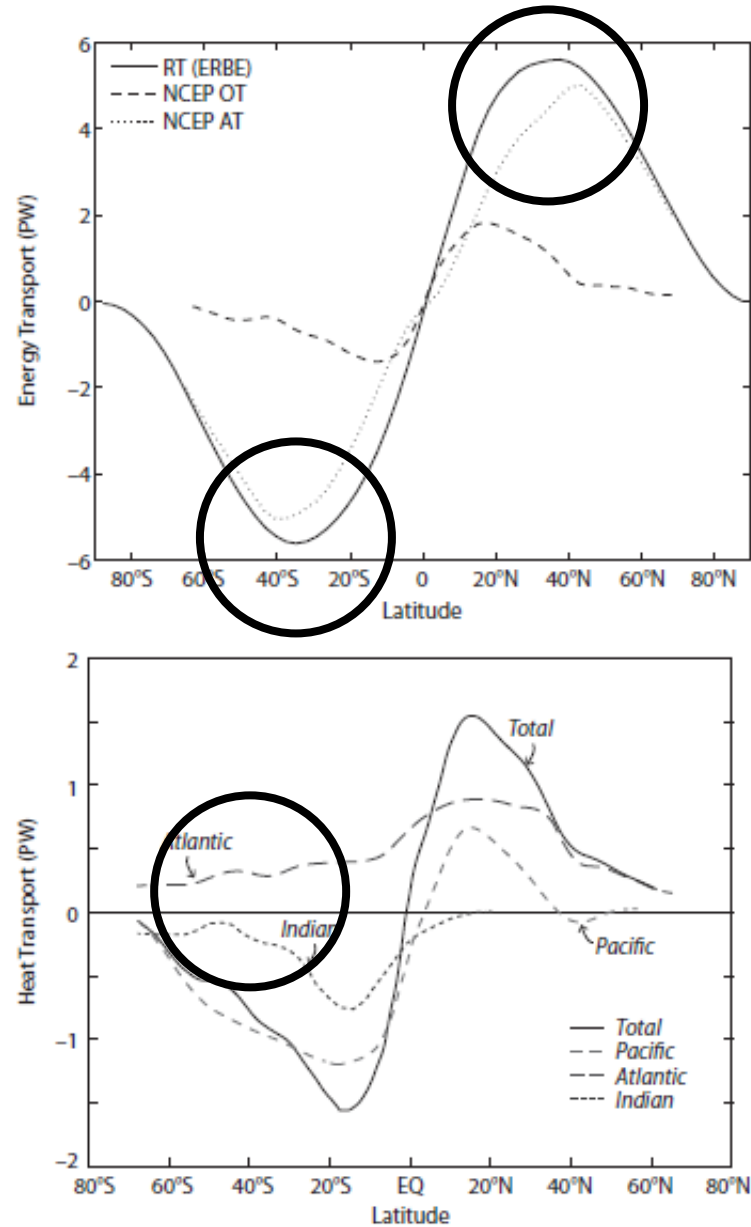 6
4
2
0
−2
−4
−6
Energy Transport (PW)
RT (ERBE)
NCEP OT
NCEP AT
80°S 60°S 40°S 20°S 0 20°N 40°N 60°N 80°N
Latitude
2
1
0
−1
−2
Heat Transport (PW)
Total
Atlantic
Indian
Pacific
Total
Pacific
Atlantic
Indian
80°S 60°S 40°S 20°S EQ 20°N 40°N 60°N 80°N
Latitude